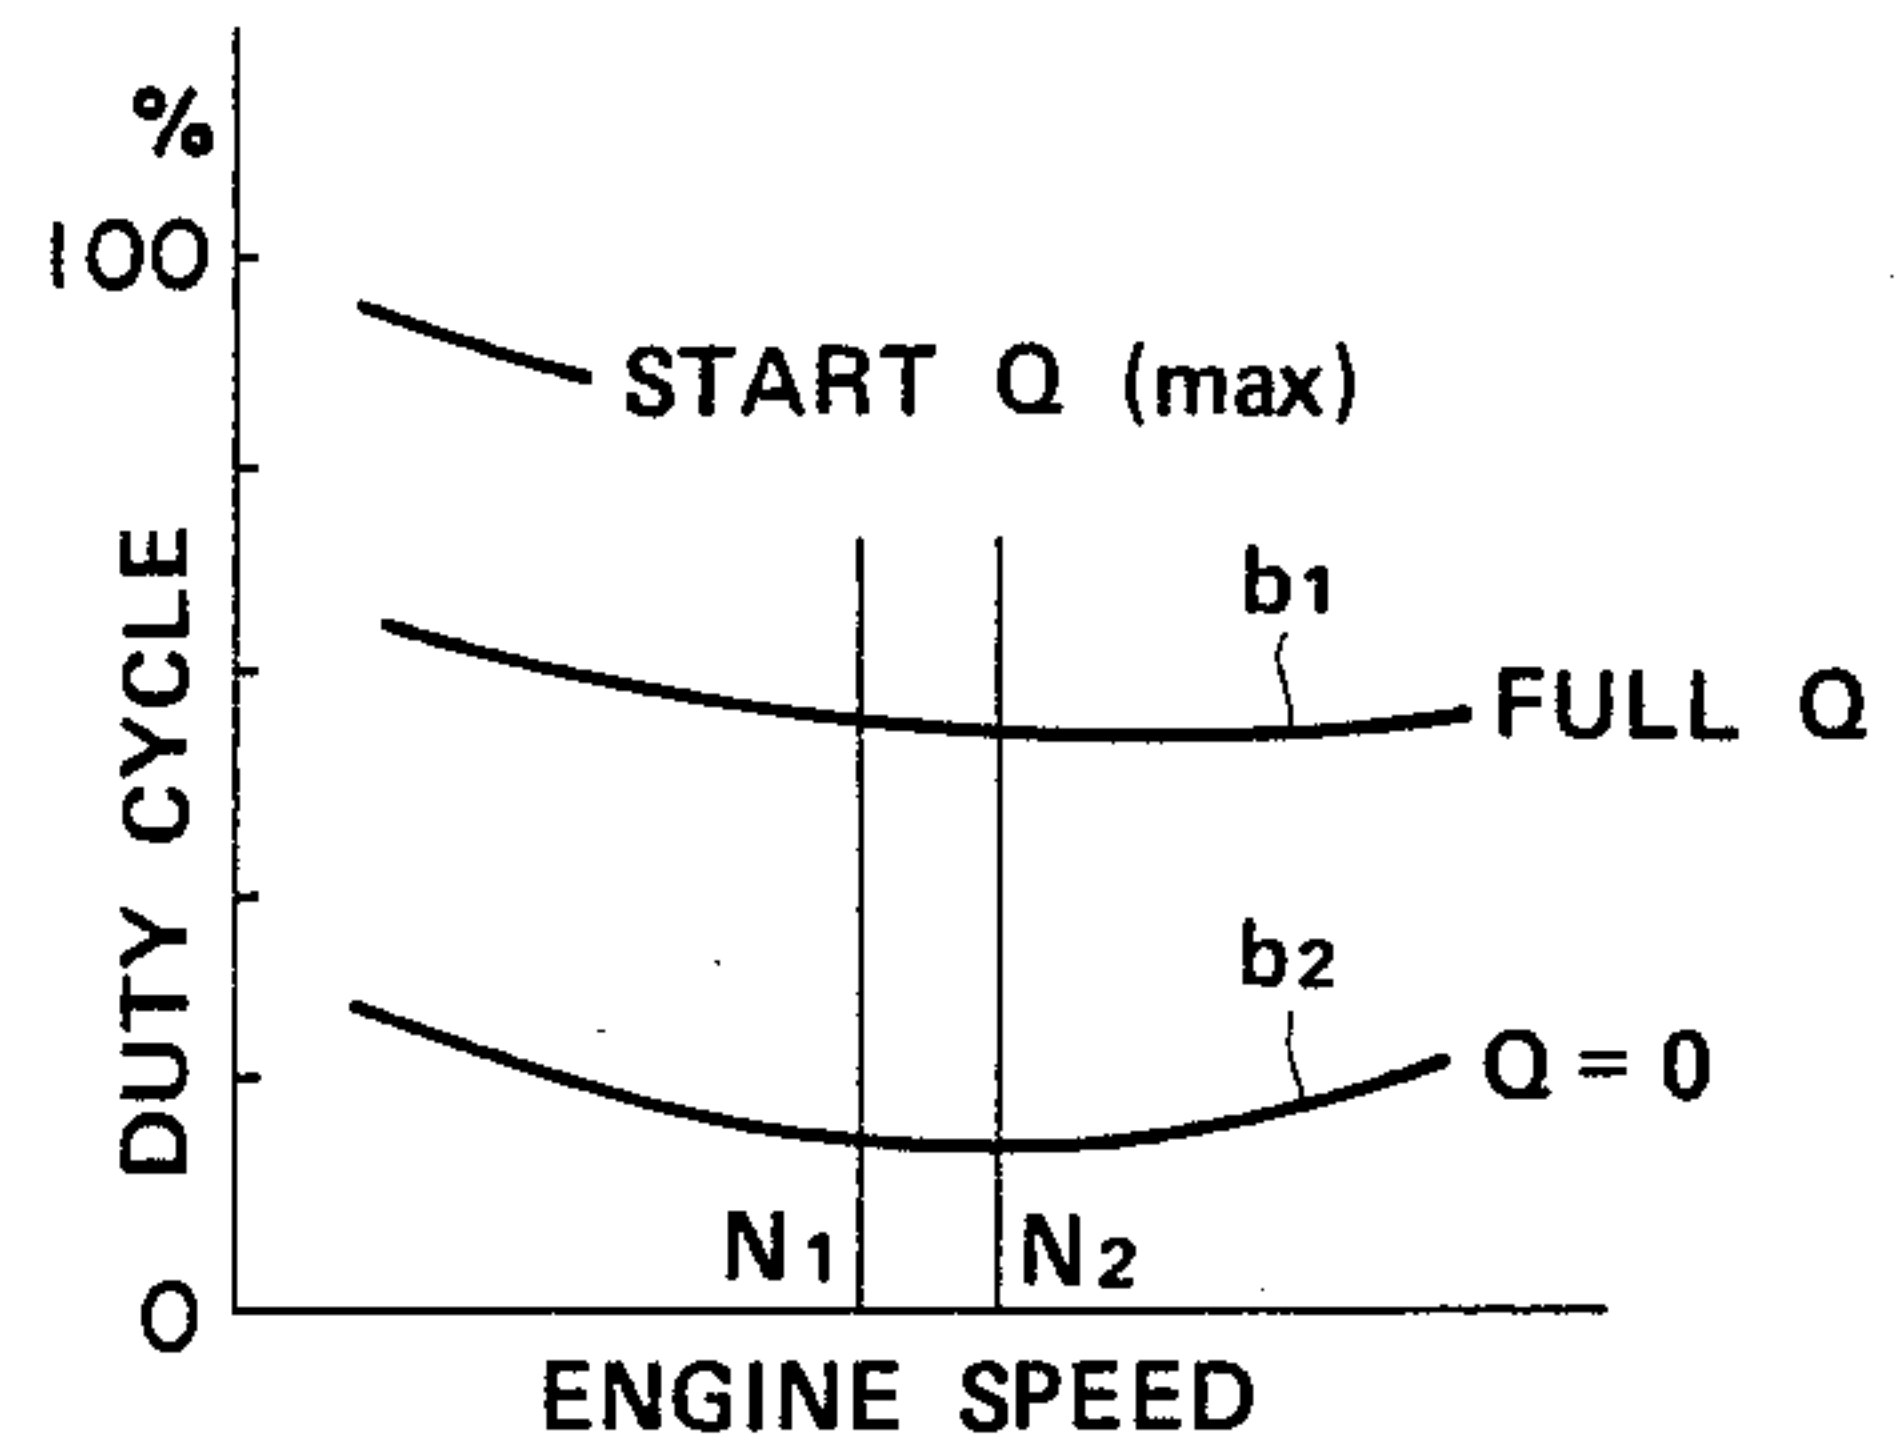 %
100
START Q (max)
b1
FULL Q
DUTY CYCLE
b2
Q = 0
N1
N2
0
ENGINE SPEED